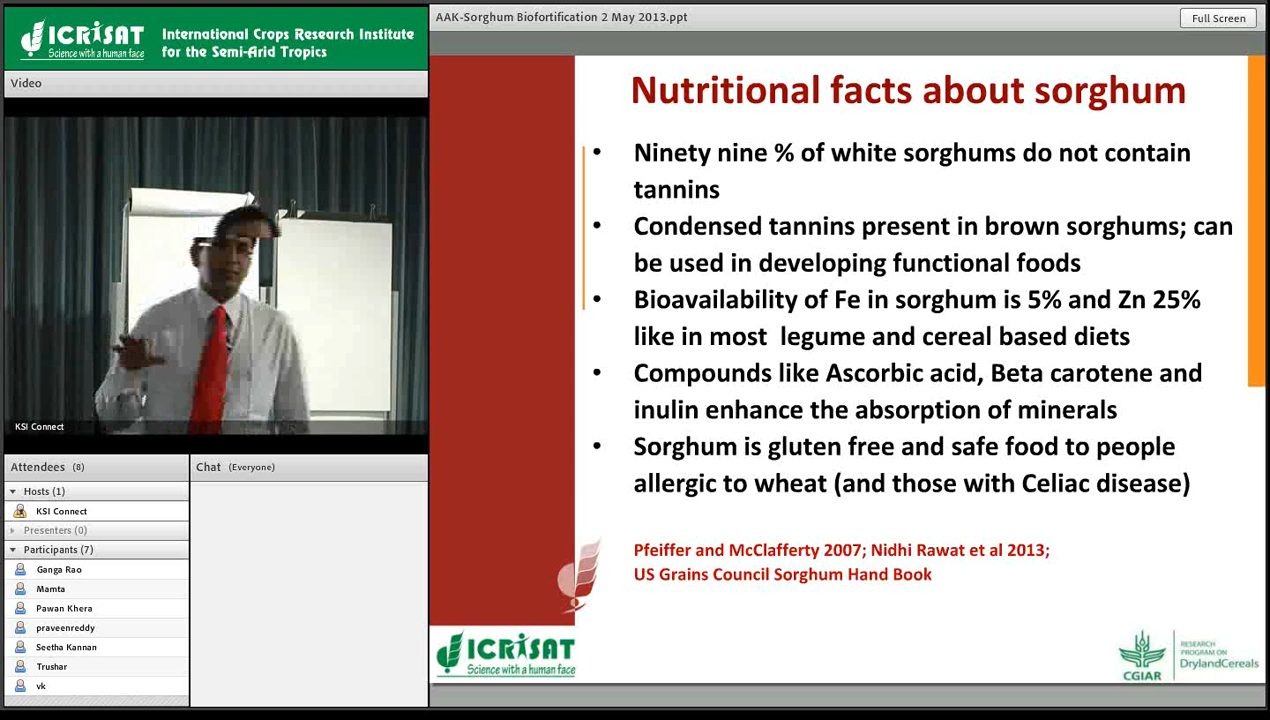 ICRISAT
Science with a human face
International Crops Research Institute
for the Semi-Arid Tropics
Video
KSI Connect
Attendees (8)
Hosts (1)
KSI Connect
Presenters (0)
Participants (7)
Ganga Rao
Mamta
Pawan Khera
praveenreddy
Seetha Kannan
Trushar
vk
Chat (Everyone)
AAK-Sorghum Biofortification 2 May 2013.ppt
Full Screen
Nutritional facts about sorghum
• Ninety nine % of white sorghums do not contain
tannins
• Condensed tannins present in brown sorghums; can
be used in developing functional foods
• Bioavailability of Fe in sorghum is 5% and Zn 25%
like in most legume and cereal based diets
• Compounds like Ascorbic acid, Beta carotene and
inulin enhance the absorption of minerals
• Sorghum is gluten free and safe food to people
allergic to wheat (and those with Celiac disease)
Pfeiffer and McClafferty 2007; Nidhi Rawat et al 2013;
US Grains Council Sorghum Hand Book
ICRISAT
Science with a human face
CGIAR
RESEARCH
PROGRAM ON
DrylandCereals